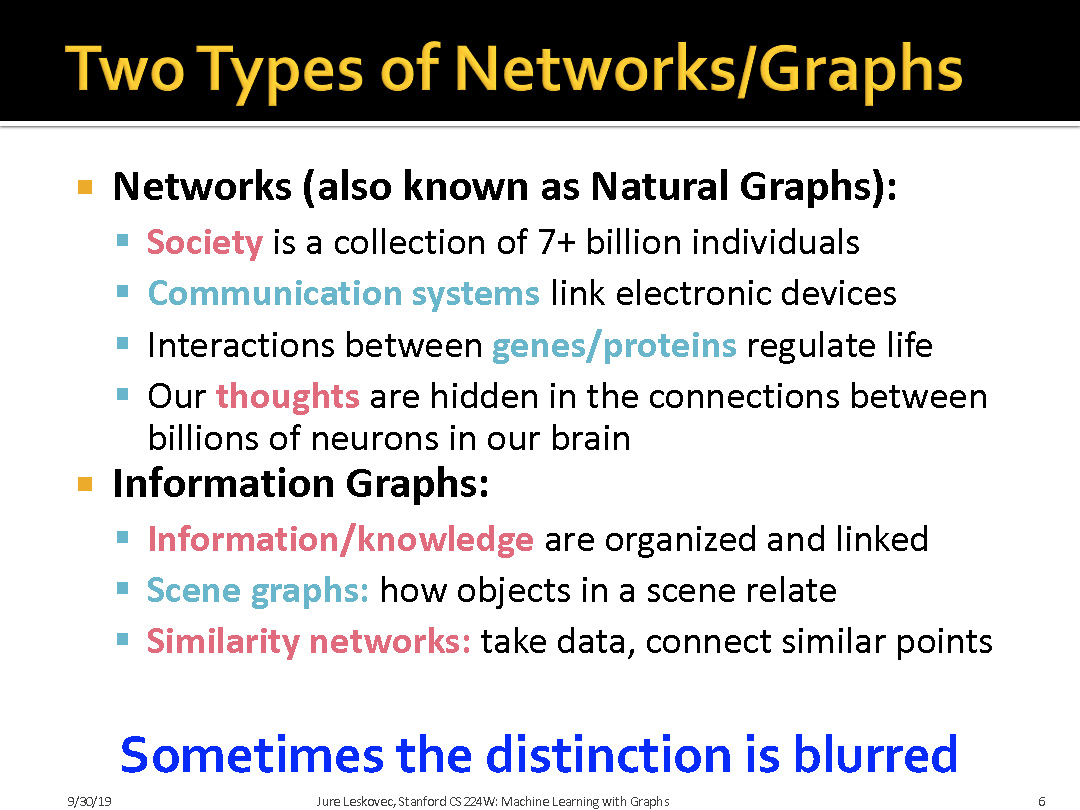 Two Types of Networks/Graphs
Networks (also known as Natural Graphs):
Society is a collection of 7+ billion individuals
Communication systems link electronic devices
Interactions between genes/proteins regulate life
Our thoughts are hidden in the connections between
billions of neurons in our brain
Information Graphs:
Information/knowledge are organized and linked
Scene graphs: how objects in a scene relate
Similarity networks: take data, connect similar points
Sometimes the distinction is blurred
9/30/19 Jure Leskovec, Stanford CS224W: Machine Learning with Graphs 6